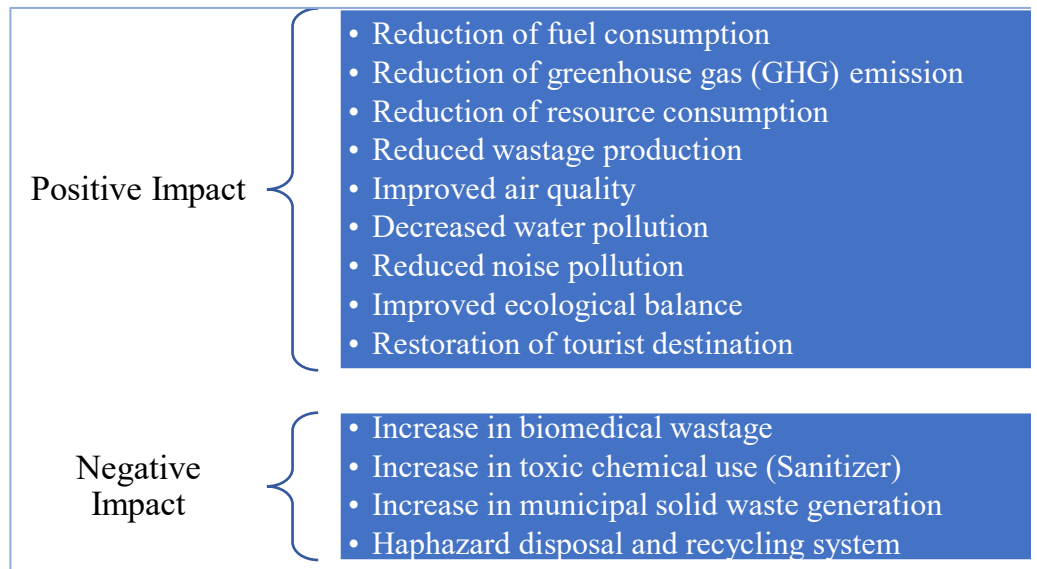 Positive Impact
• Reduction of fuel consumption
• Reduction of greenhouse gas (GHG) emission
• Reduction of resource consumption
• Reduced wastage production
• Improved air quality
• Decreased water pollution
• Reduced noise pollution
• Improved ecological balance
• Restoration of tourist destination
Negative
Impact
• Increase in biomedical wastage
• Increase in toxic chemical use (Sanitizer)
• Increase in municipal solid waste generation
• Haphazard disposal and recycling system